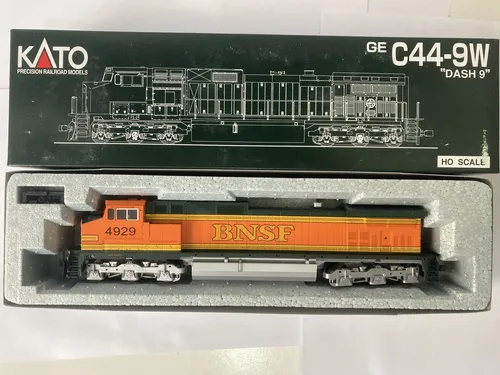 KATO
PRECISION RAILROAD MODELS
GE C44-9W
"DASH 9"
HO SCALE
4929
BNSF